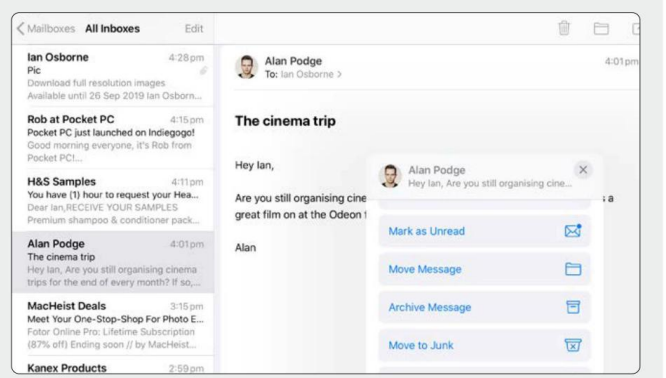 Mailboxes All Inboxes Edit
Ian Osborne 4:28 pm
Pic
Download full resolution images
Available until 26 Sep 2019 Ian Osborn...
Rob at Pocket PC 4:15 pm
Pocket PC just launched on Indiegogo!
Good morning everyone, it's Rob from
Pocket PC!...
H&S Samples 4:11 pm
You have (1) hour to request your Hea...
Dear Ian,RECEIVE YOUR SAMPLES
Premium shampoo & conditioner pack...
Alan Podge 4:01 pm
The cinema trip
Hey Ian, Are you still organising cinema
trips for the end of every month? If so,...
MacHeist Deals 3:15 pm
Meet Your One-Stop-Shop For Photo E...
Fotor Online Pro: Lifetime Subscription
(87% off) Ending soon // by MacHeist...
Kanex Products 2:59 pm
Alan Podge 4:01 pm
To: Ian Osborne
The cinema trip
Hey Ian,
Are you still organising cine s a
great film on at the Odeon
Alan
Alan Podge
Hey Ian, Are you still organising cine...
Mark as Unread
Move Message
Archive Message
Move to Junk